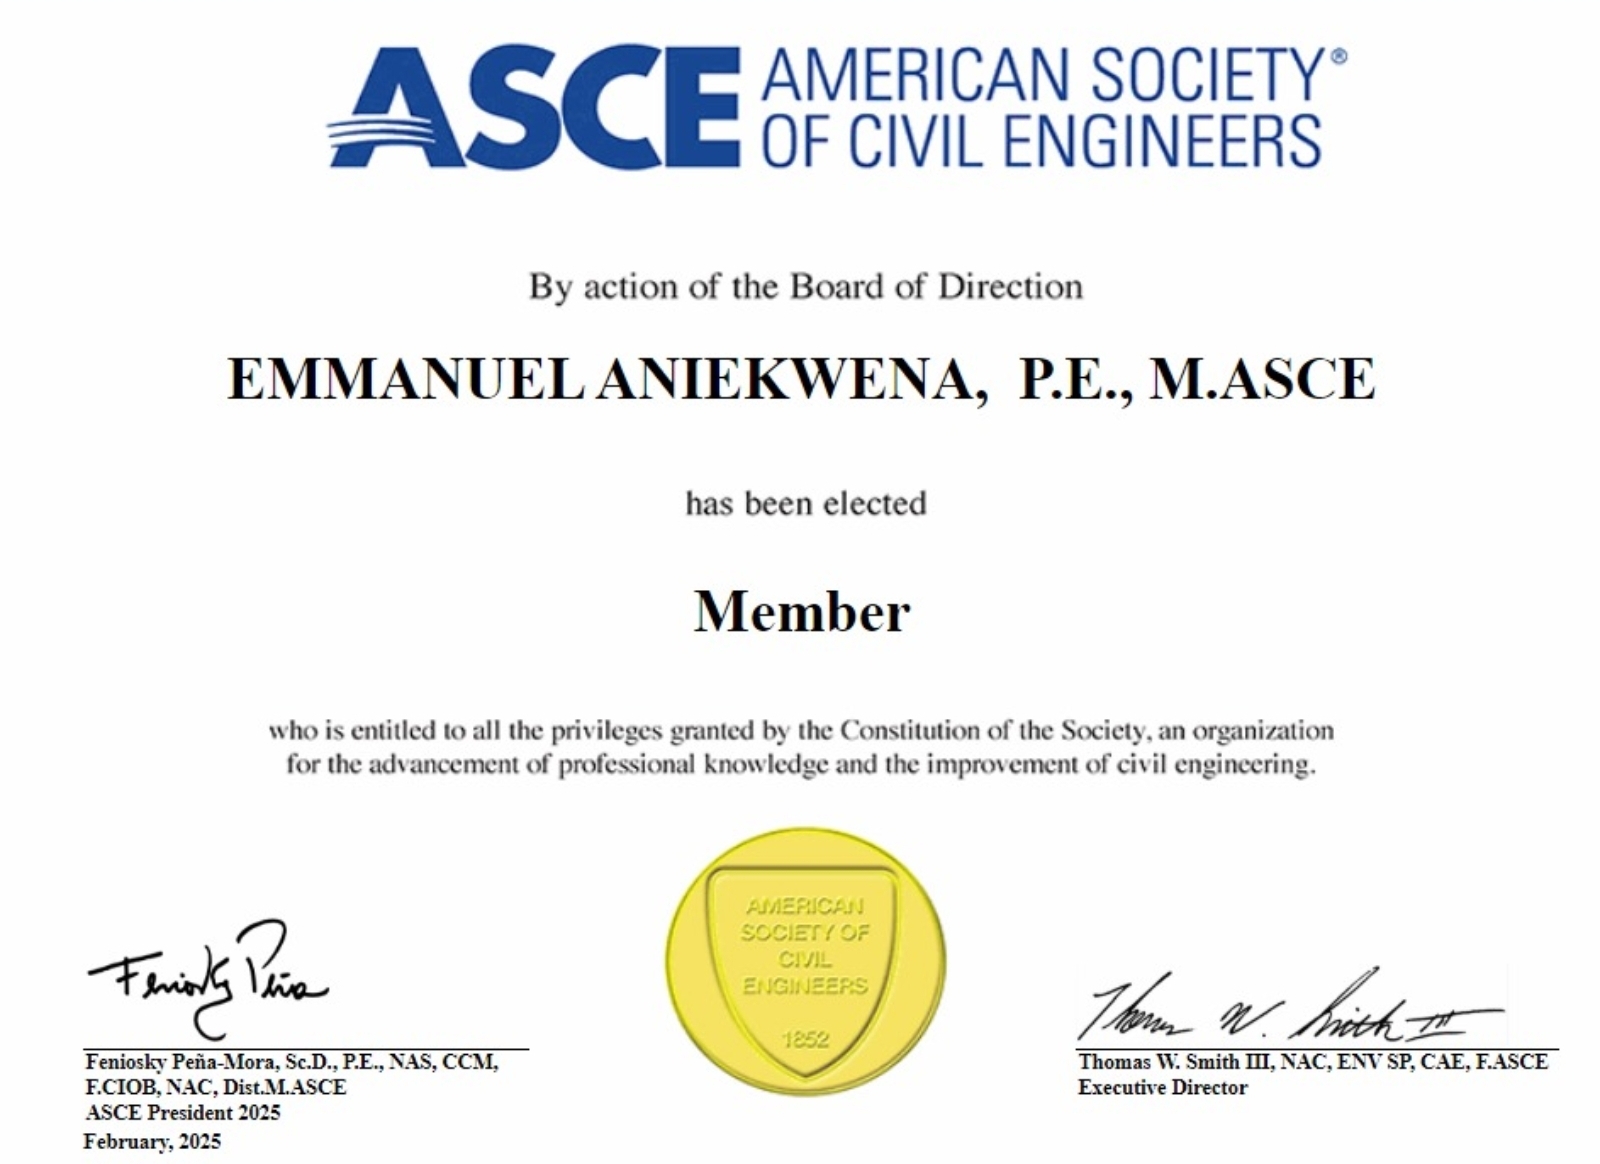 ASCE AMERICAN SOCIETY®
OF CIVIL ENGINEERS
By action of the Board of Direction
EMMANUEL ANIEKWENA, P.E., M.ASCE
has been elected
Member
who is entitled to all the privileges granted by the Constitution of the Society, an organization
for the advancement of professional knowledge and the improvement of civil engineering.
AMERICAN
SOCIETY OF
CIVIL
ENGINEERS
1852
Feniosky Peña
Feniosky Peña-Mora, Sc.D., P.E., NAS, CCM,
F.CIOB, NAC, Dist.M.ASCE
ASCE President 2025
February, 2025
Thomas W. Smith III
Thomas W. Smith III, NAC, ENV SP, CAE, F.ASCE
Executive Director